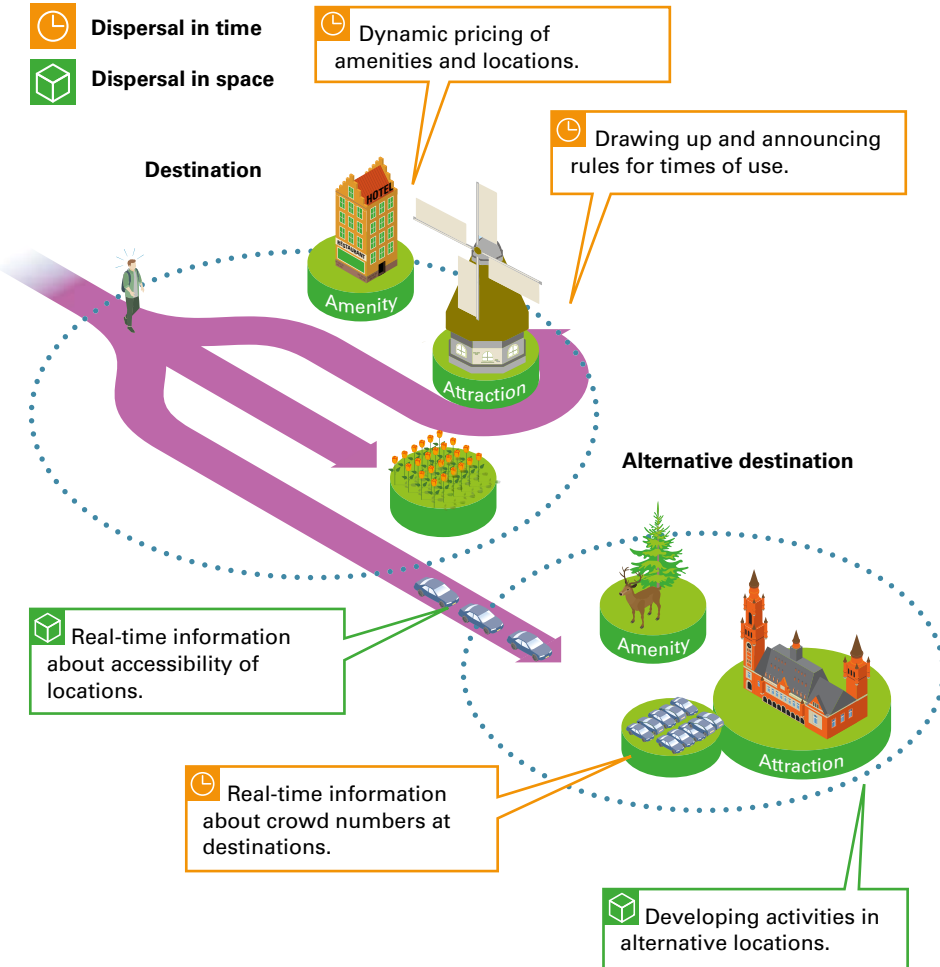 Dispersal in time
Dispersal in space
Dynamic pricing of
amenities and locations.
Drawing up and announcing
rules for times of use.
Destination
HOTEL
RESTAURANT
Amenity
Attraction
Alternative destination
Real-time information
about accessibility of
locations.
Amenity
Attraction
Real-time information
about crowd numbers at
destinations.
Developing activities in
alternative locations.